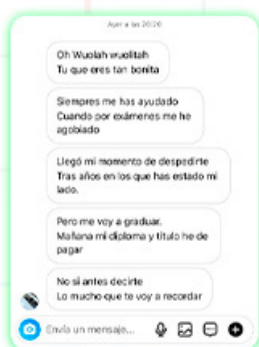 Ayer a las 20:20
Oh Wuolah wuolitah
Tu que eres tan bonita
Siempres me has ayudado
Cuando por exámenes me he
agobiado
Llegó mi momento de despedirte
Tras años en los que has estado mi
lado.
Pero me voy a graduar.
Mañana mi diploma y título he de
pagar
No si antes decirte
Lo mucho que te voy a recordar
Envía un mensaje...